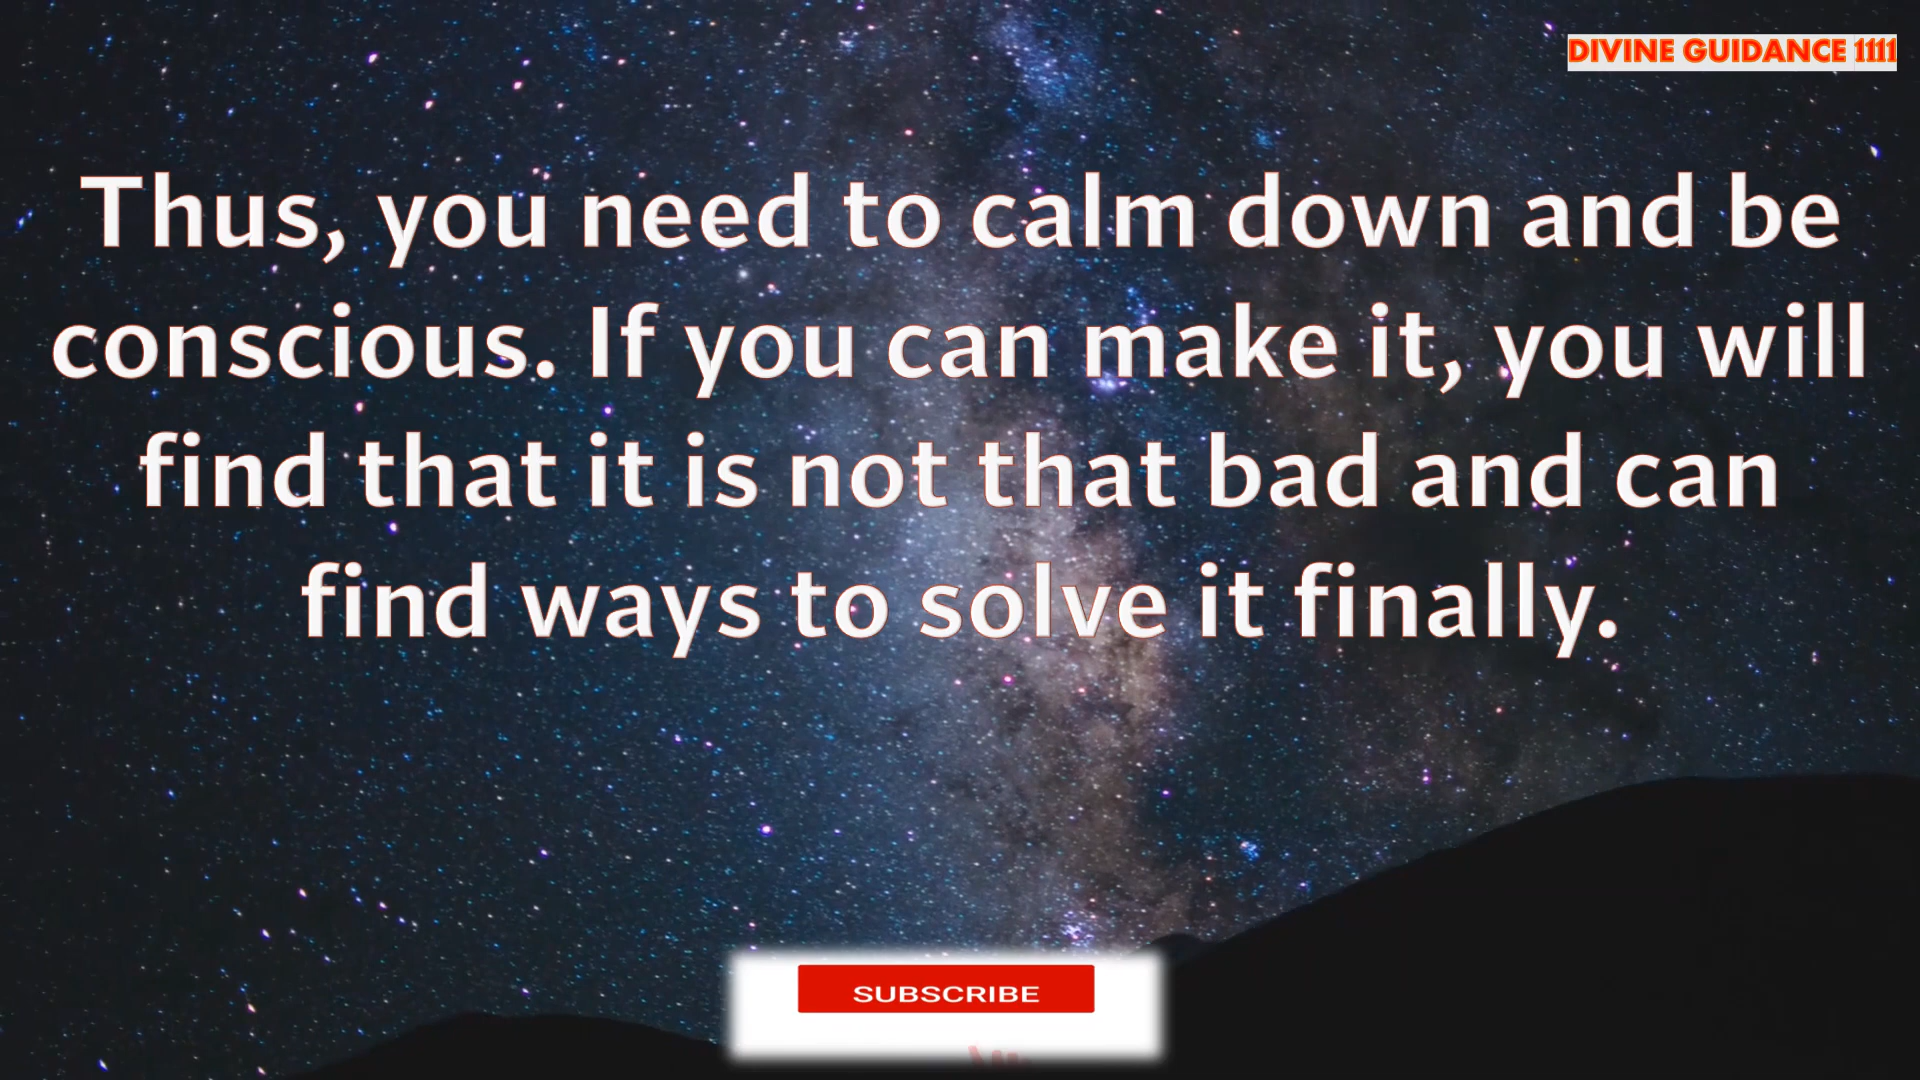 DIVINE GUIDANCE 1111
Thus, you need to calm down and be
conscious. If you can make it, you will
find that it is not that bad and can
find ways to solve it finally.
SUBSCRIBE